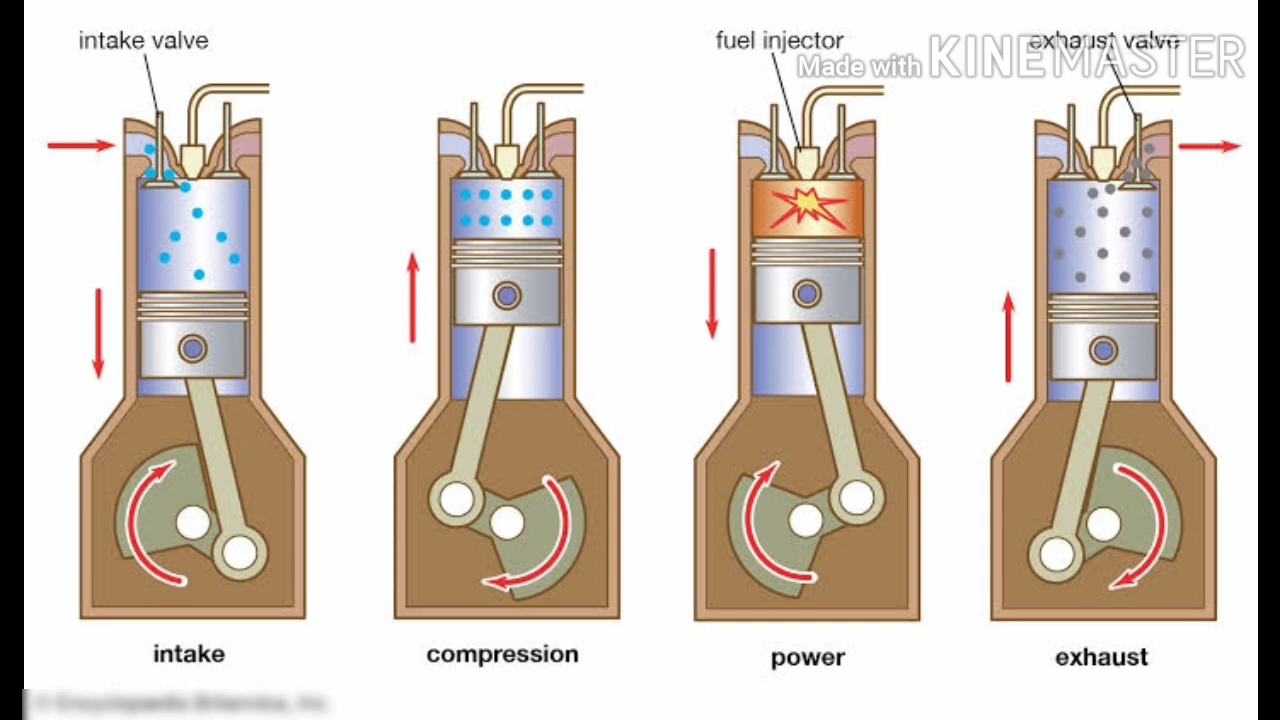 intake valve
fuel injector
exhaust valve
Made with KINEMASTER
intake
compression
power
exhaust